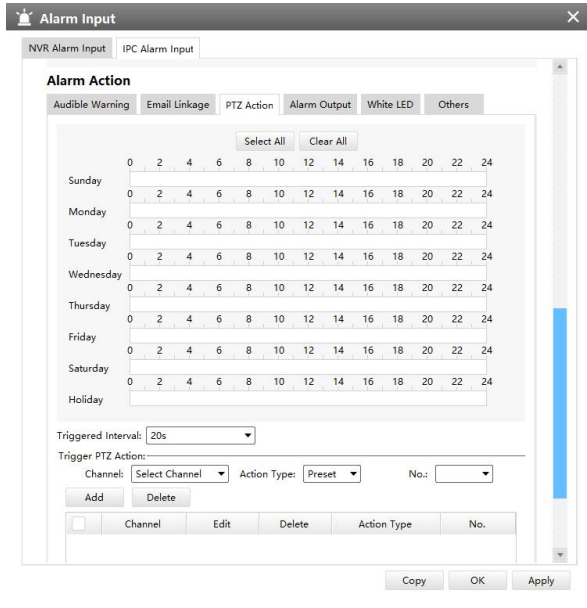 Alarm Input
NVR Alarm Input IPC Alarm Input
Alarm Action
Audible Warning Email Linkage PTZ Action Alarm Output White LED Others
Select All Clear All
0 2 4 6 8 10 12 14 16 18 20 22 24
Sunday
0 2 4 6 8 10 12 14 16 18 20 22 24
Monday
0 2 4 6 8 10 12 14 16 18 20 22 24
Tuesday
0 2 4 6 8 10 12 14 16 18 20 22 24
Wednesday
0 2 4 6 8 10 12 14 16 18 20 22 24
Thursday
0 2 4 6 8 10 12 14 16 18 20 22 24
Friday
0 2 4 6 8 10 12 14 16 18 20 22 24
Saturday
0 2 4 6 8 10 12 14 16 18 20 22 24
Holiday
Triggered Interval: 20s
Trigger PTZ Action:
Channel: Select Channel Action Type: Preset No.:
Add Delete
Channel Edit Delete Action Type No.
Copy OK Apply